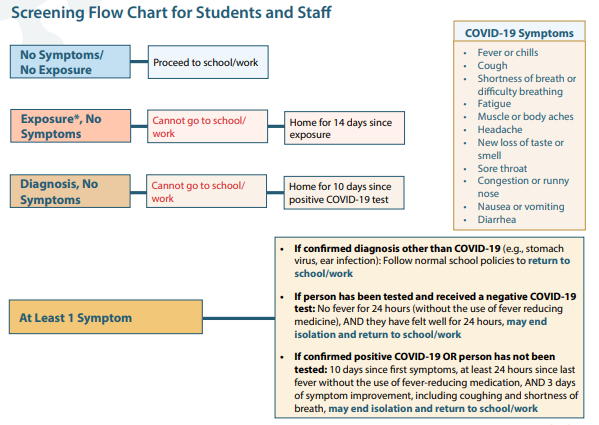 Screening Flow Chart for Students and Staff
No Symptoms/
No Exposure
Proceed to school/work
Exposure*, No
Symptoms
Cannot go to school/
work
Home for 14 days since
exposure
Diagnosis, No
Symptoms
Cannot go to school/
work
Home for 10 days since
positive COVID-19 test
COVID-19 Symptoms
• Fever or chills
• Cough
• Shortness of breath or
difficulty breathing
• Fatigue
• Muscle or body aches
• Headache
• New loss of taste or
smell
• Sore throat
• Congestion or runny
nose
• Nausea or vomiting
• Diarrhea
At Least 1 Symptom
• If confirmed diagnosis other than COVID-19 (e.g., stomach
virus, ear infection): Follow normal school policies to return to
school/work
• If person has been tested and received a negative COVID-19
test: No fever for 24 hours (without the use of fever reducing
medicine), AND they have felt well for 24 hours, may end
isolation and return to school/work
• If confirmed positive COVID-19 OR person has not been
tested: 10 days since first symptoms, at least 24 hours since last
fever without the use of fever-reducing medication, AND 3 days
of symptom improvement, including coughing and shortness of
breath, may end isolation and return to school/work